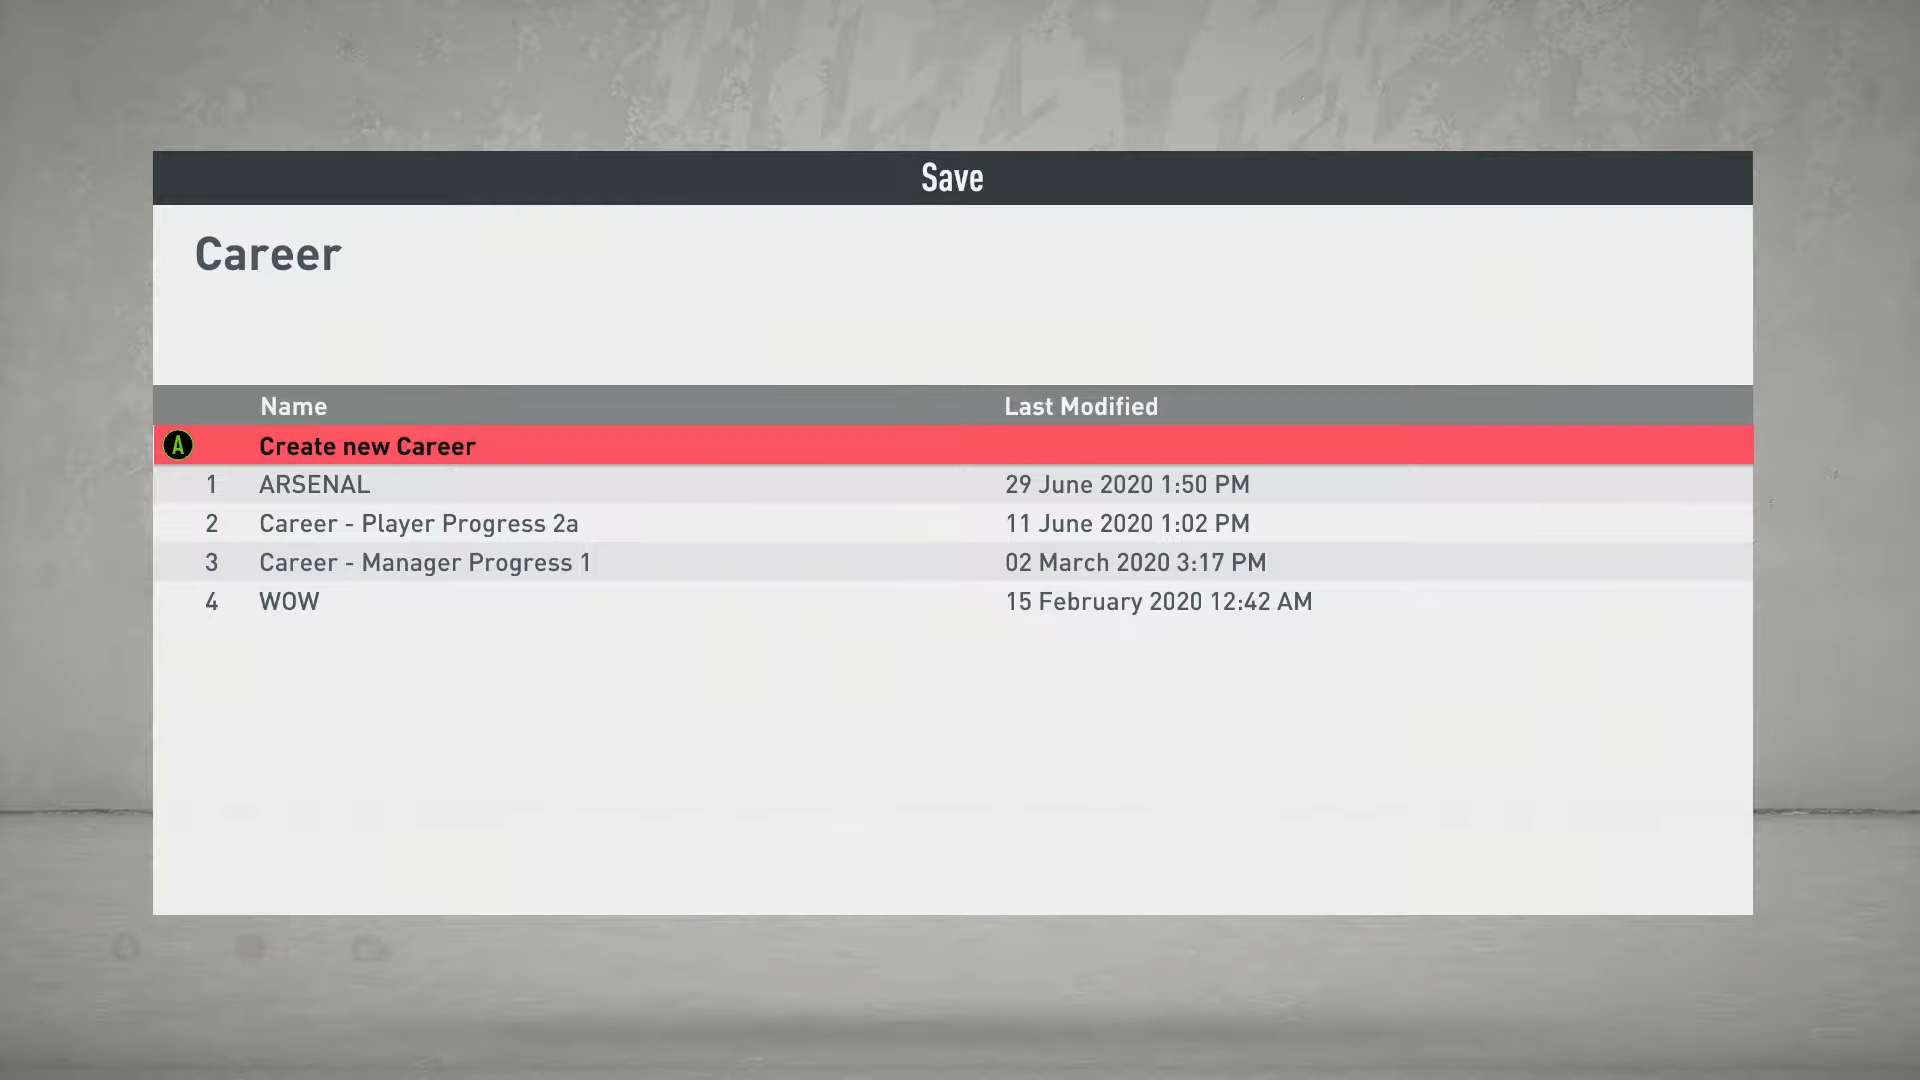 Save
Career
Name Last Modified
A Create new Career
1 ARSENAL 29 June 2020 1:50 PM
2 Career - Player Progress 2a 11 June 2020 1:02 PM
3 Career - Manager Progress 1 02 March 2020 3:17 PM
4 WOW 15 February 2020 12:42 AM